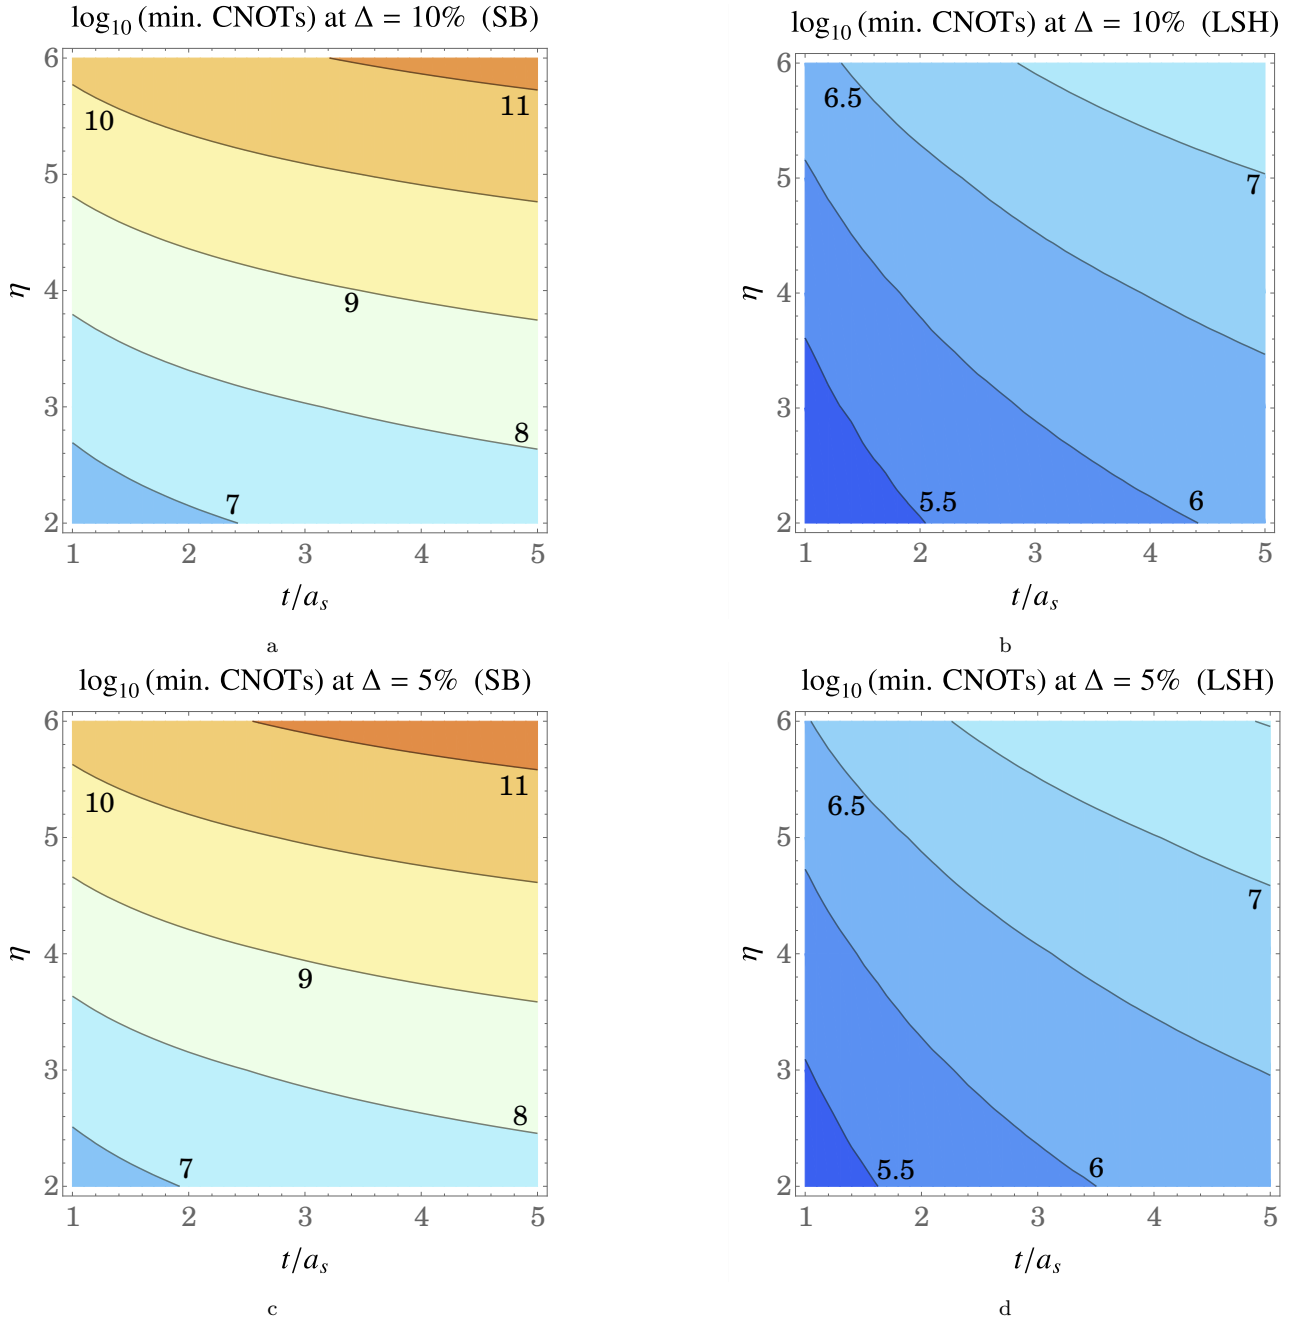 log10 (min. CNOTs) at Δ = 10% (SB)
6
5
4
3
2
η
10
11
9
8
7
1 2 3 4 5
t/as
a
log10 (min. CNOTs) at Δ = 10% (LSH)
6
5
4
3
2
η
6.5
7
5.5
6
1 2 3 4 5
t/as
b
log10 (min. CNOTs) at Δ = 5% (SB)
6
5
4
3
2
η
11
10
9
8
7
1 2 3 4 5
t/as
c
log10 (min. CNOTs) at Δ = 5% (LSH)
6
5
4
3
2
η
6.5
7
5.5
6
1 2 3 4 5
t/as
d